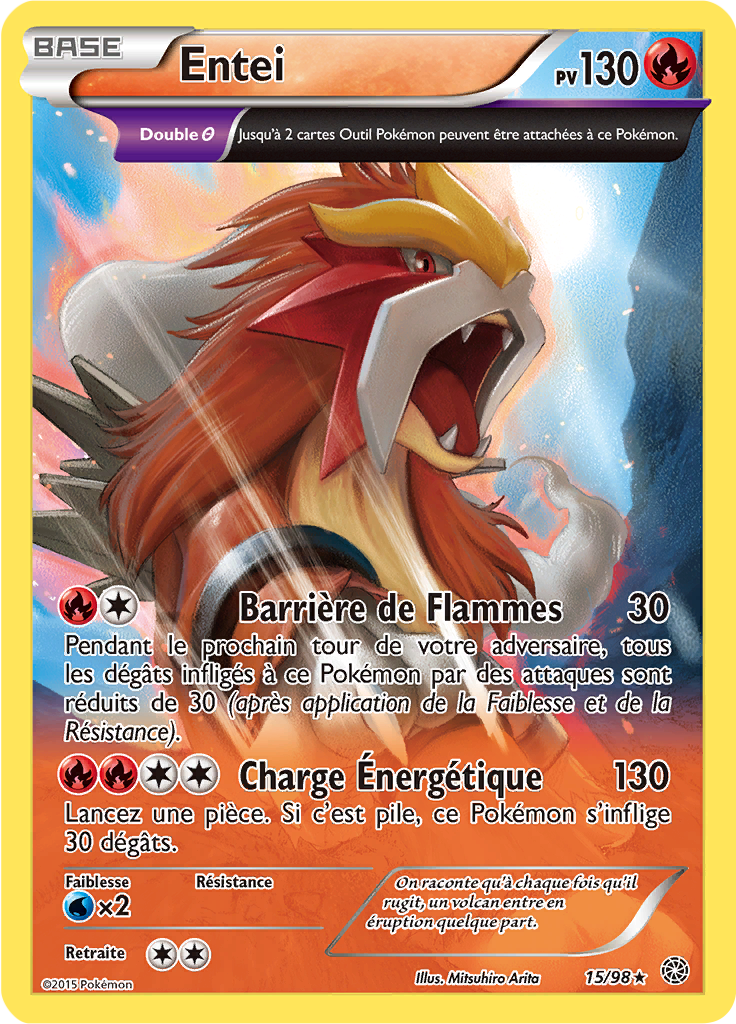 BASE
Entei
PV130
Double θ
Jusqu'à 2 cartes Outil Pokémon peuvent être attachées à ce Pokémon.
Barrière de Flammes 30
Pendant le prochain tour de votre adversaire, tous
les dégâts infligés à ce Pokémon par des attaques sont
réduits de 30 (après application de la Faiblesse et de la
Résistance).
Charge Énergétique 130
Lancez une pièce. Si c'est pile, ce Pokémon s'inflige
30 dégâts.
Faiblesse Résistance
×2
Retraite
On raconte qu'à chaque fois qu'il
rugit, un volcan entre en
éruption quelque part.
©2015 Pokémon
Illus. Mitsuhiro Arita
15/98 ★